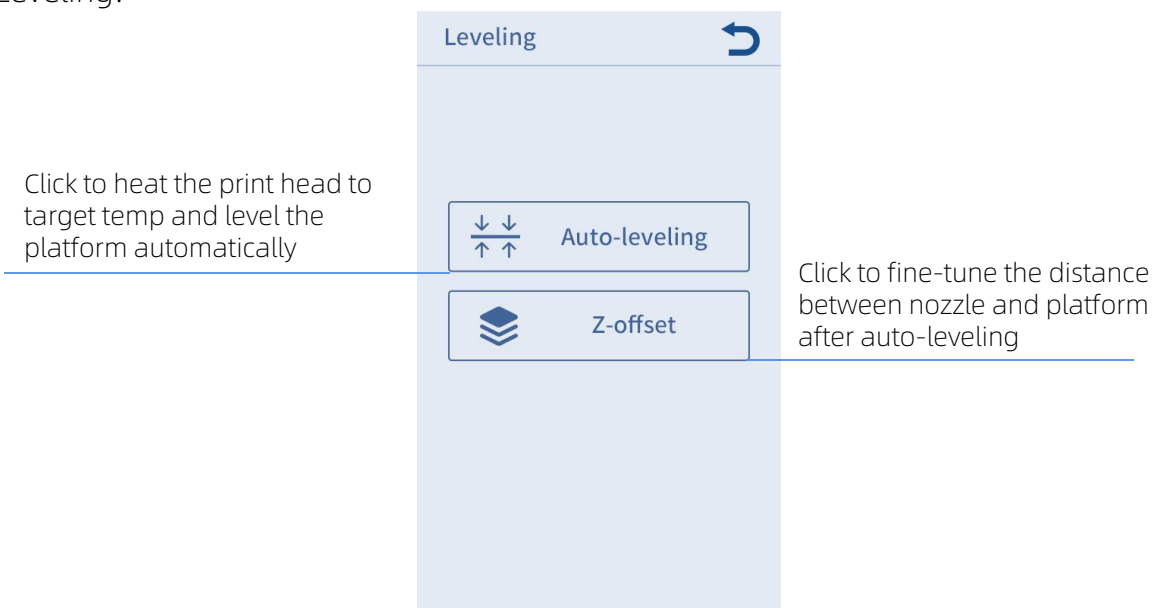 Leveling:
Leveling
Click to heat the print head to
target temp and level the
platform automatically
Auto-leveling
Click to fine-tune the distance
between nozzle and platform
after auto-leveling
Z-offset